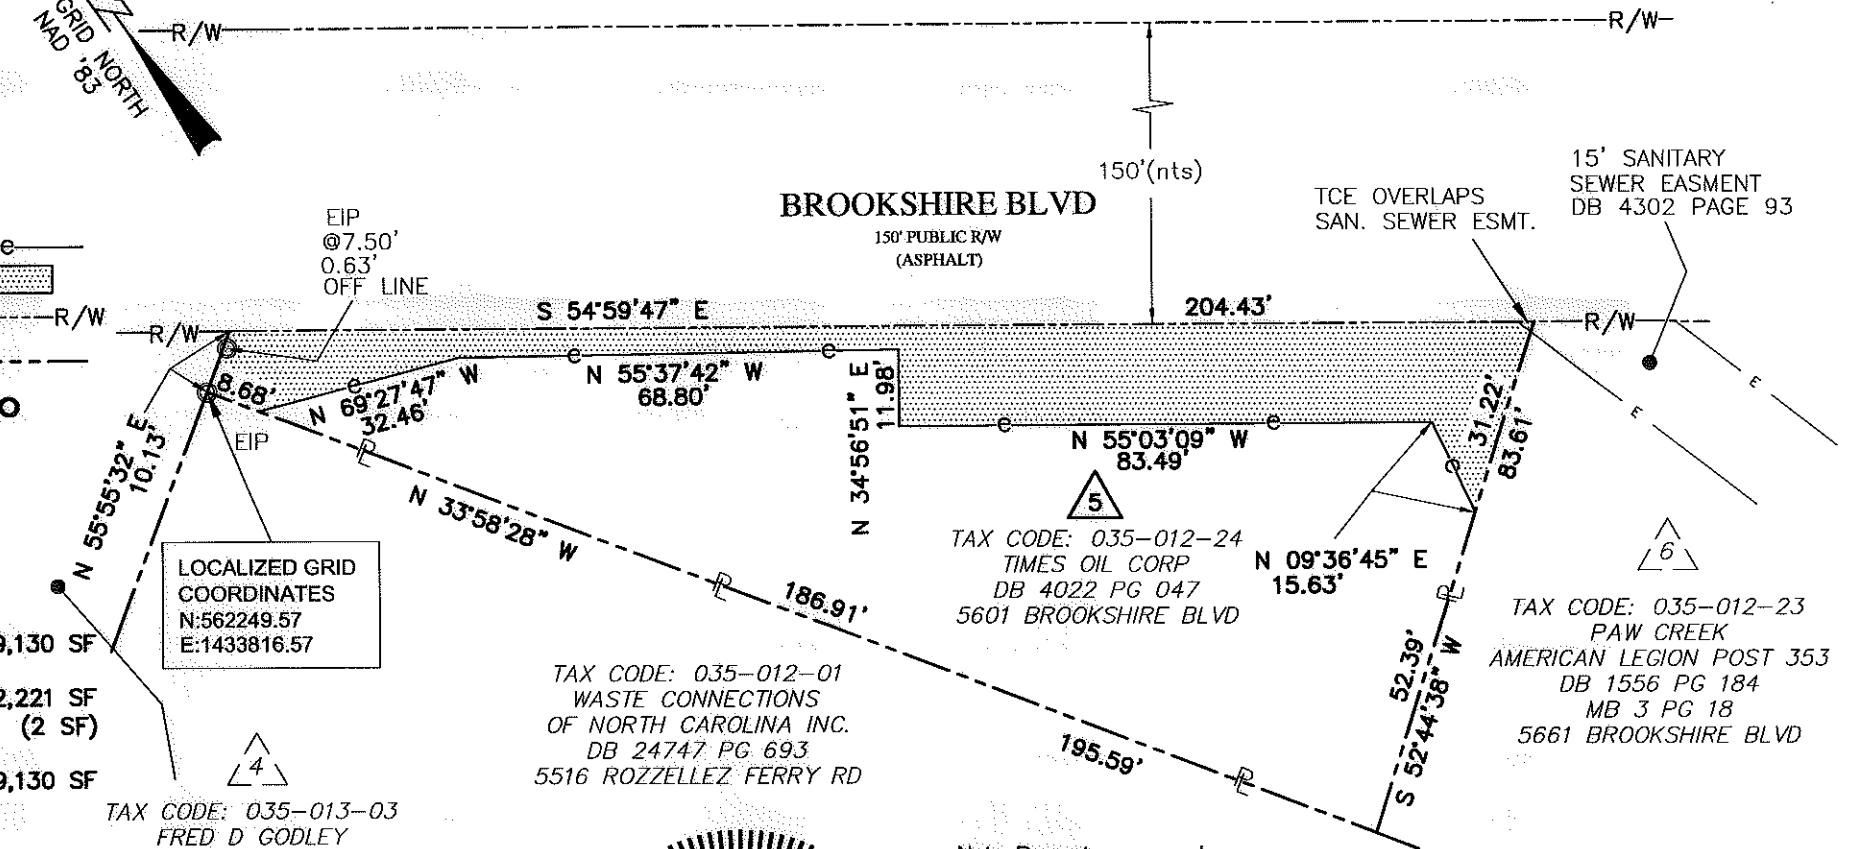 GRID NORTH
NAD '83
R/W
R/W
150'(nts)
BROOKSHIRE BLVD
150' PUBLIC R/W
(ASPHALT)
TCE OVERLAPS
SAN. SEWER ESMT.
15' SANITARY
SEWER EASMENT
DB 4302 PAGE 93
EIP
@7.50'
0.63'
OFF LINE
e
R/W
R/W
S 54°59'47" E
204.43'
R/W
e
e
e
8.68'
N 69°27'47" W
32.46'
N 55°37'42" W
68.80'
N 34°56'51" E
11.98'
e
e
N 55°03'09" W
83.49'
e
31.22'
83.61'
E
E
O
EIP
N 55°55'32" E
10.13'
PL
N 33°58'28" W
LOCALIZED GRID
COORDINATES
N:562249.57
E:1433816.57
PL
186.91'
5
TAX CODE: 035-012-24
TIMES OIL CORP
DB 4022 PG 047
5601 BROOKSHIRE BLVD
N 09°36'45" E
15.63'
PL
6
TAX CODE: 035-012-23
PAW CREEK
AMERICAN LEGION POST 353
DB 1556 PG 184
MB 3 PG 18
5661 BROOKSHIRE BLVD
52.39'
S 52°44'38" W
9,130 SF
2,221 SF
(2 SF)
9,130 SF
TAX CODE: 035-012-01
WASTE CONNECTIONS
OF NORTH CAROLINA INC.
DB 24747 PG 693
5516 ROZZELLEZ FERRY RD
195.59'
PL
4
TAX CODE: 035-013-03
FRED D GODLEY